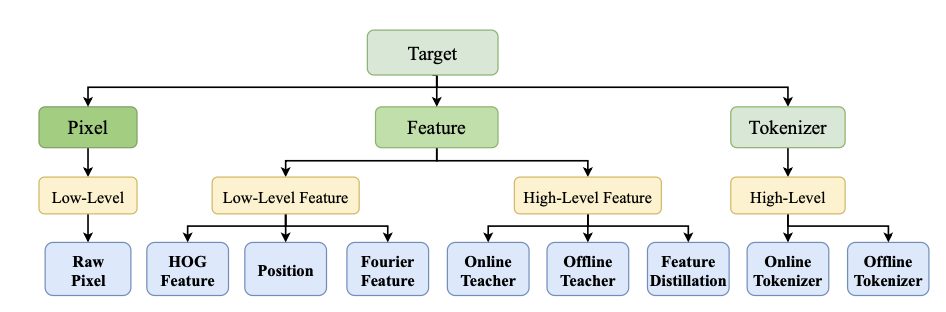 Target
Pixel
Feature
Tokenizer
Low-Level
Low-Level Feature
High-Level Feature
High-Level
Raw
Pixel
HOG
Feature
Position
Fourier
Feature
Online
Teacher
Offline
Teacher
Feature
Distillation
Online
Tokenizer
Offline
Tokenizer